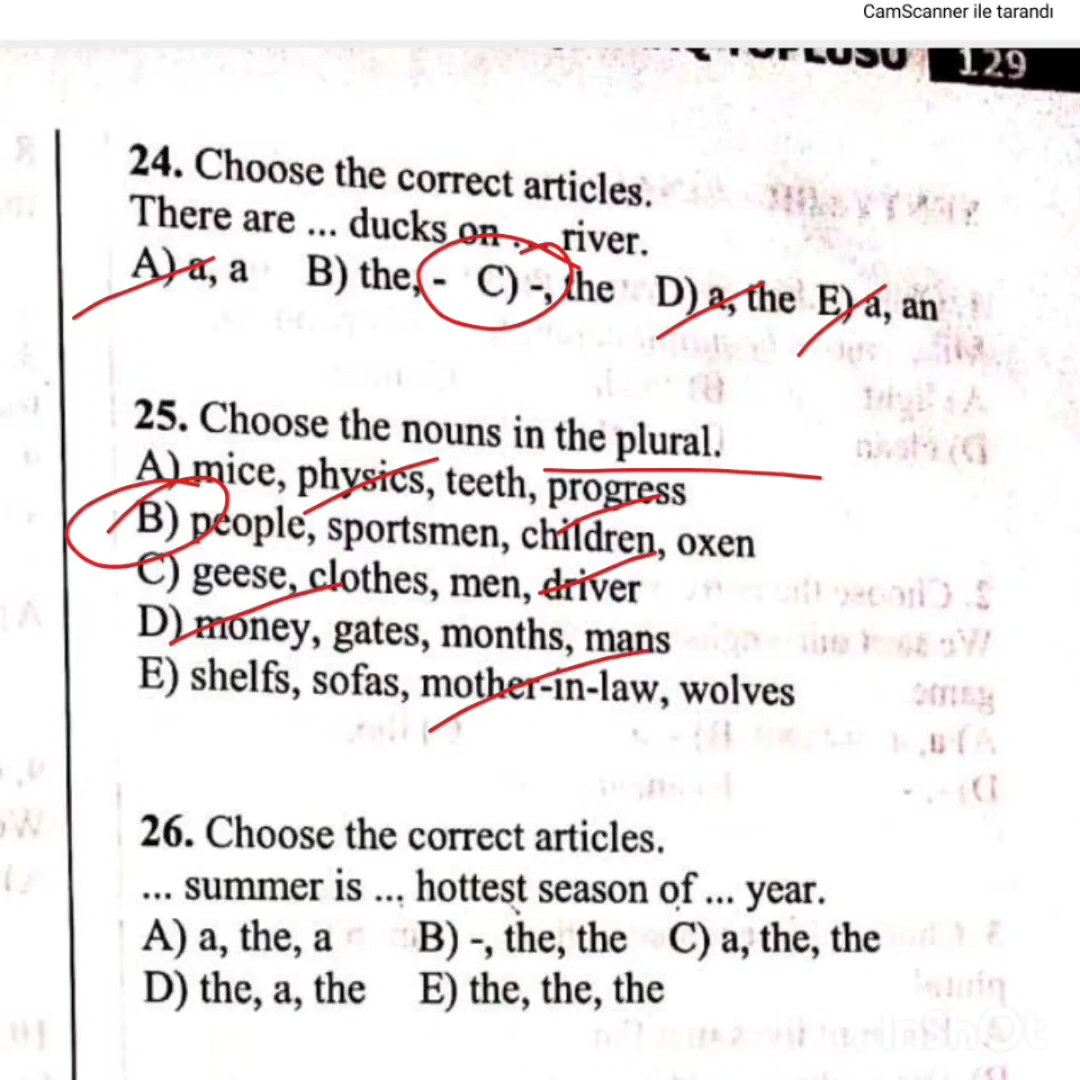 CamScanner ile tarandı
TOPLUSU 129
24. Choose the correct articles.
There are ... ducks on ... river.
A) a, a B) the, - C) -, the D) a, the E) a, an
25. Choose the nouns in the plural.
A) mice, physics, teeth, progress
B) people, sportsmen, children, oxen
C) geese, clothes, men, driver
D) money, gates, months, mans
E) shelfs, sofas, mother-in-law, wolves
26. Choose the correct articles.
... summer is ... hottest season of ... year.
A) a, the, a B) -, the, the C) a, the, the
D) the, a, the E) the, the, the
InShOt